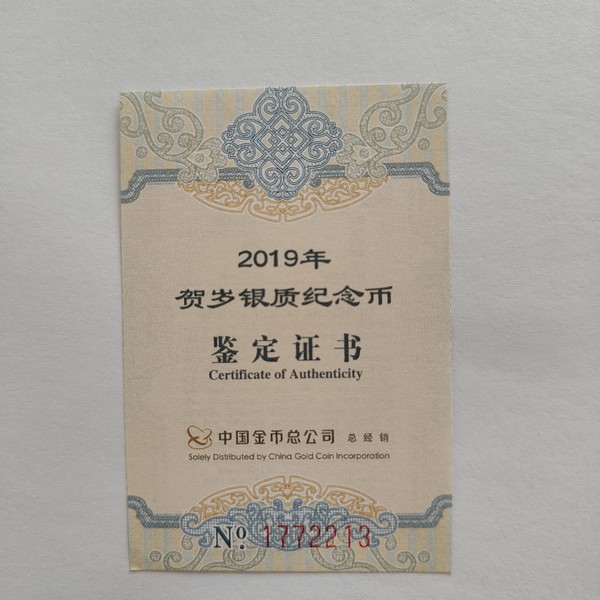 2019年
贺岁银质纪念币
鉴定证书
Certificate of Authenticity
中国金币总公司 总经销
Solely Distributed by China Gold Coin Incorporation
Nº. 1772213